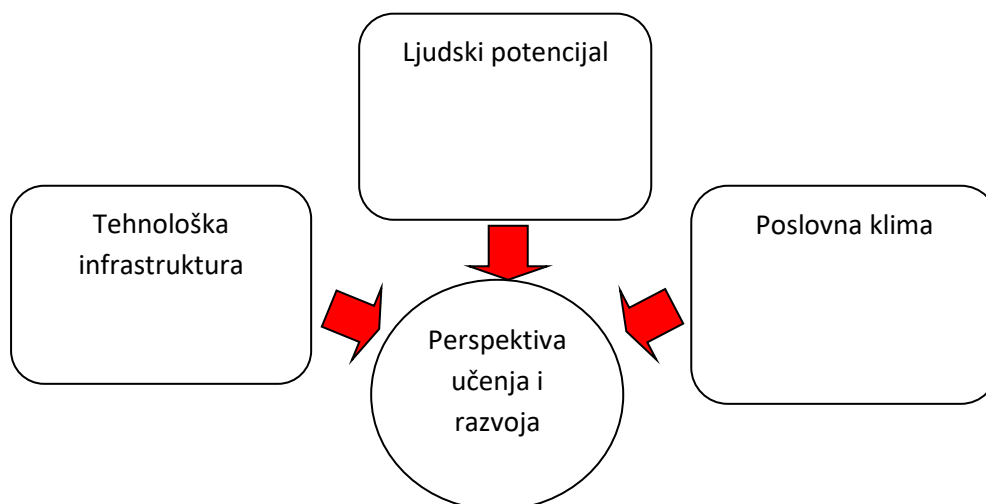 Ljudski potencijal
Tehnološka
infrastruktura
Poslovna klima
Perspektiva
učenja i
razvoja